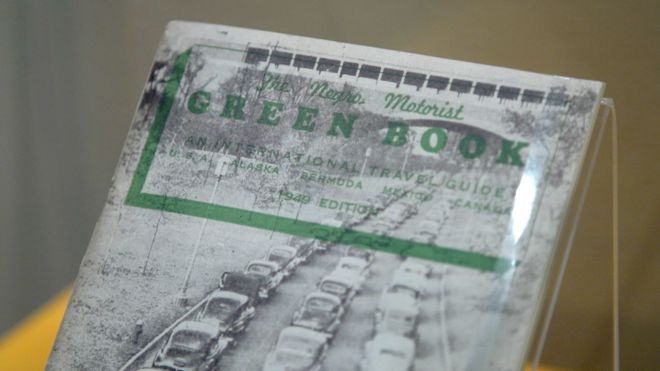 The Negro Motorist
GREEN BOOK
AN INTERNATIONAL TRAVEL GUIDE
U.S.A. ALASKA BERMUDA MEXICO CANADA
1949 EDITION